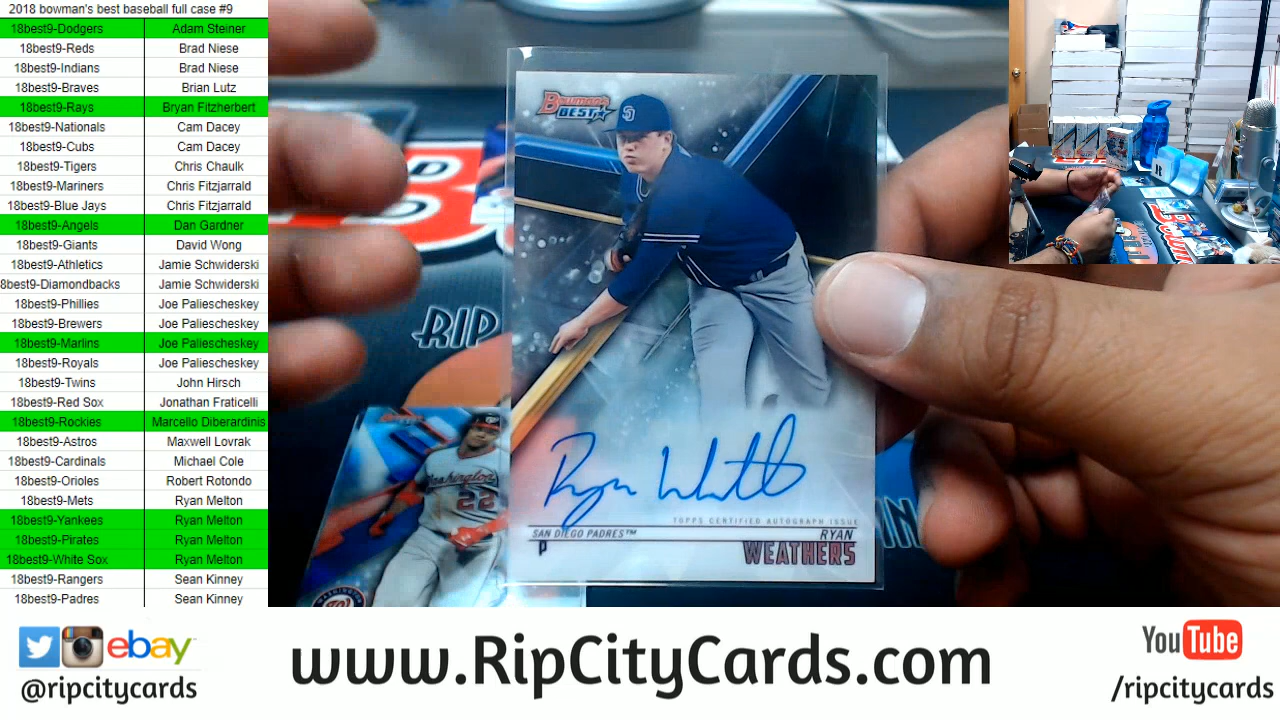 2018 bowman's best baseball full case #9
18best9-Dodgers Adam Steiner
18best9-Reds Brad Niese
18best9-Indians Brad Niese
18best9-Braves Brian Lutz
18best9-Rays Bryan Fitzherbert
18best9-Nationals Cam Dacey
18best9-Cubs Cam Dacey
18best9-Tigers Chris Chaulk
18best9-Mariners Chris Fitzjarrald
18best9-Blue Jays Chris Fitzjarrald
18best9-Angels Dan Gardner
18best9-Giants David Wong
18best9-Athletics Jamie Schwiderski
8best9-Diamondbacks Jamie Schwiderski
18best9-Phillies Joe Paliescheskey
18best9-Brewers Joe Paliescheskey
18best9-Marlins Joe Paliescheskey
18best9-Royals Joe Paliescheskey
18best9-Twins John Hirsch
18best9-Red Sox Jonathan Fraticelli
18best9-Rockies Marcello Diberardinis
18best9-Astros Maxwell Lovrak
18best9-Cardinals Michael Cole
18best9-Orioles Robert Rotondo
18best9-Mets Ryan Melton
18best9-Yankees Ryan Melton
18best9-Pirates Ryan Melton
18best9-White Sox Ryan Melton
18best9-Rangers Sean Kinney
18best9-Padres Sean Kinney
BOWMAN'S
BEST
SD
RIP
Washington
22
Ryan Weathers
TOPPS CERTIFIED AUTOGRAPH ISSUE
SAN DIEGO PADRES™ RYAN
P WEATHERS
ebay
@ripcitycards
www.RipCityCards.com
YouTube
/ripcitycards